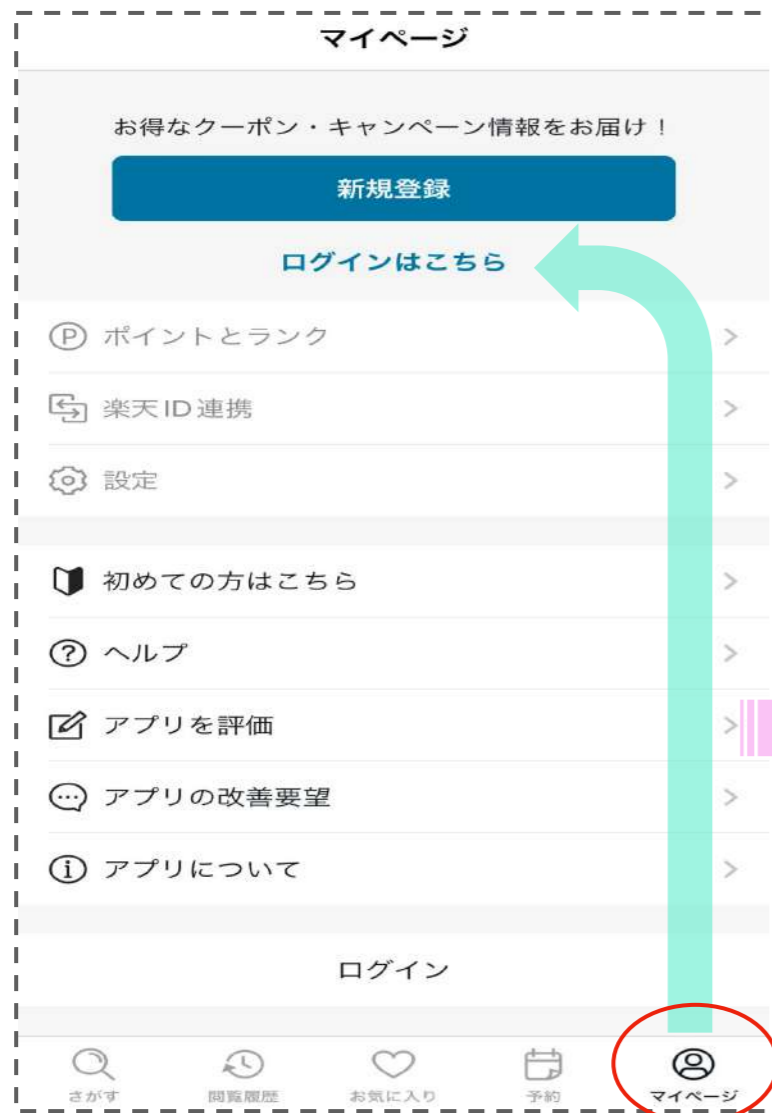 マイページ
お得なクーポン・キャンペーン情報をお届け！
新規登録
ログインはこちら
ポイントとランク
楽天ID連携
設定
初めての方はこちら
ヘルプ
アプリを評価
アプリの改善要望
アプリについて
ログイン
さがす 閲覧履歴 お気に入り 予約 マイページ